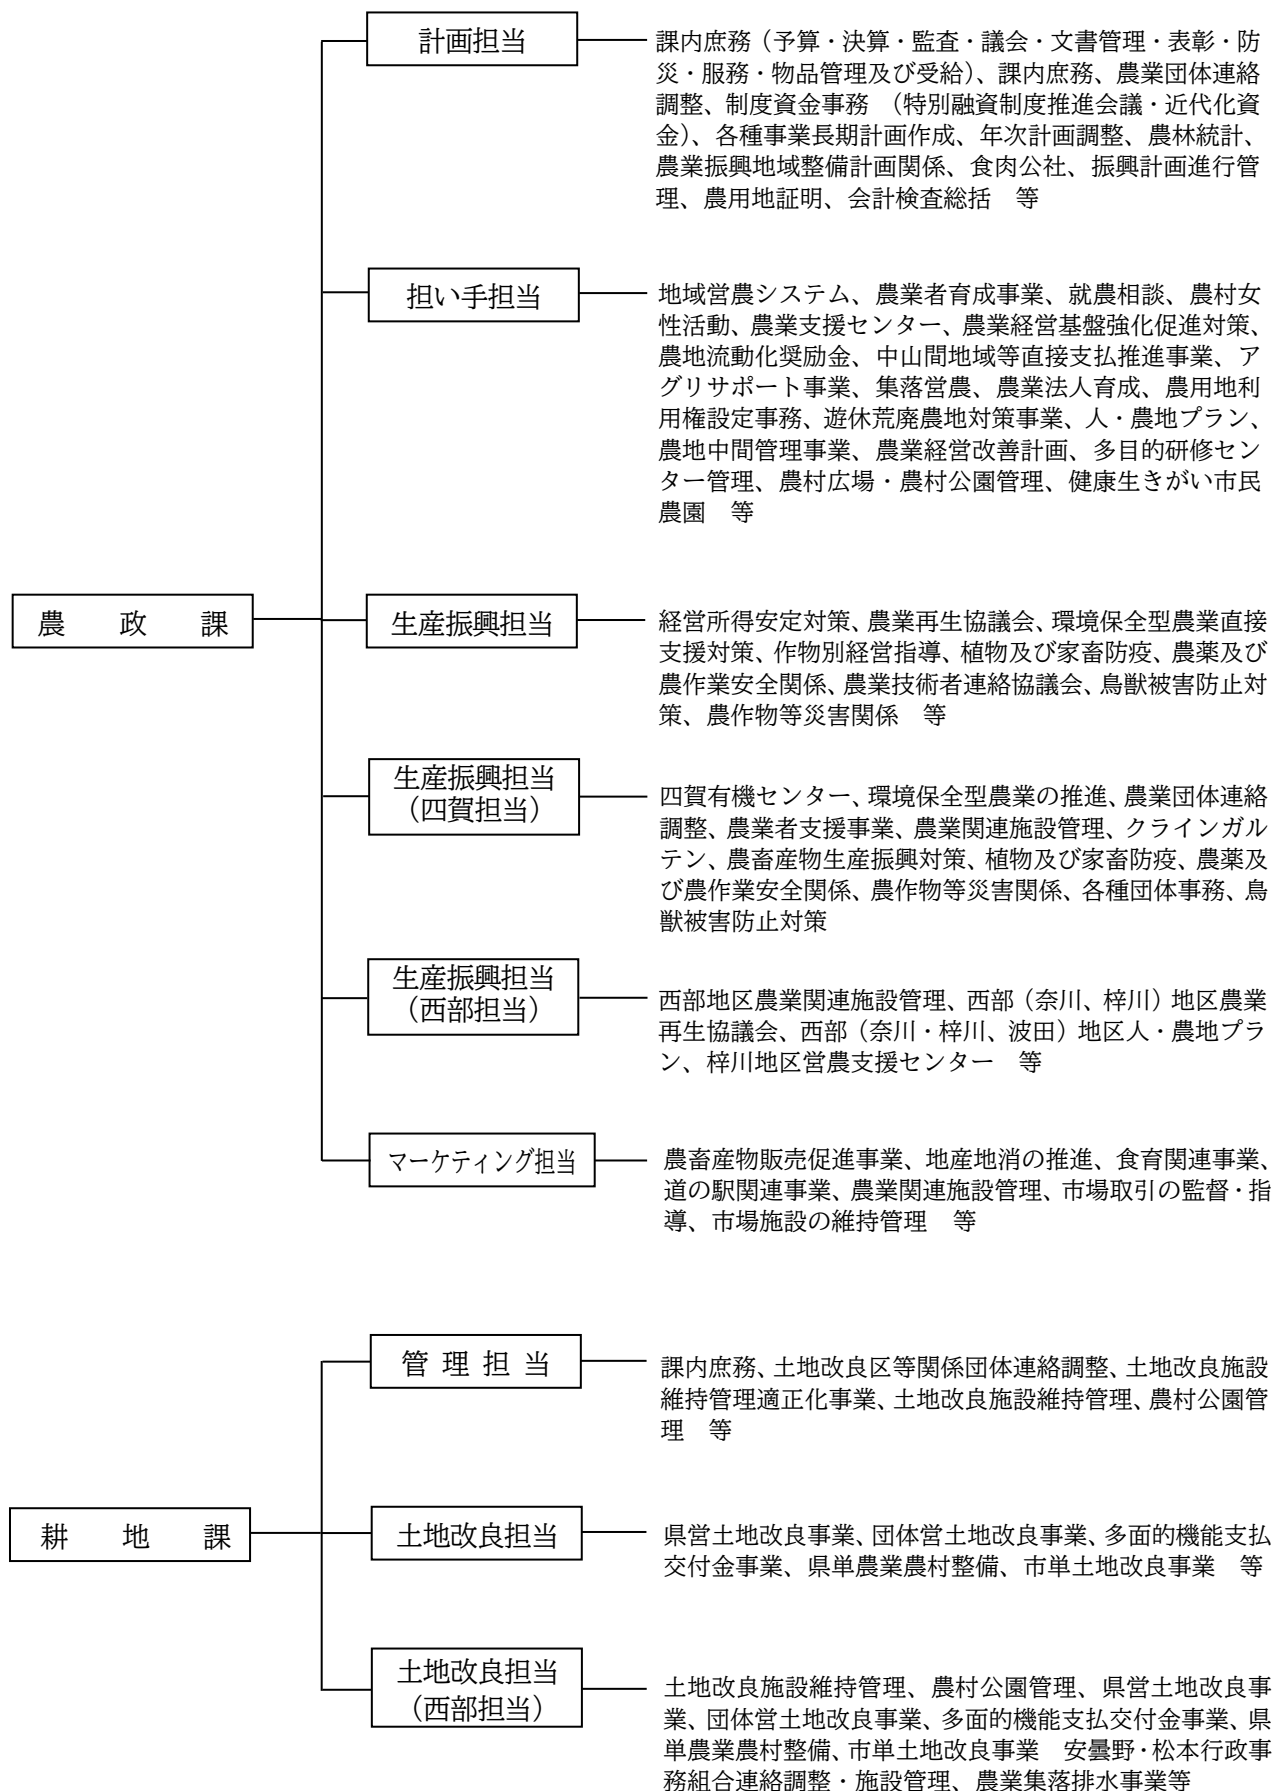 計画担当
課内庶務（予算・決算・監査・議会・文書管理・表彰・防
災・服務・物品管理及び受給）、課内庶務、農業団体連絡
調整、制度資金事務　（特別融資制度推進会議・近代化資
金）、各種事業長期計画作成、年次計画調整、農林統計、
農業振興地域整備計画関係、食肉公社、振興計画進行管
理、農用地証明、会計検査総括　等
担い手担当
地域営農システム、農業者育成事業、就農相談、農村女
性活動、農業支援センター、農業経営基盤強化促進対策、
農地流動化奨励金、中山間地域等直接支払推進事業、ア
グリサポート事業、集落営農、農業法人育成、農用地利
用権設定事務、遊休荒廃農地対策事業、人・農地プラン、
農地中間管理事業、農業経営改善計画、多目的研修セン
ター管理、農村広場・農村公園管理、健康生きがい市民
農園　等
農　政　課
生産振興担当
経営所得安定対策、農業再生協議会、環境保全型農業直接
支援対策、作物別経営指導、植物及び家畜防疫、農薬及び
農作業安全関係、農業技術者連絡協議会、鳥獣被害防止対
策、農作物等災害関係　等
生産振興担当
（四賀担当）
四賀有機センター、環境保全型農業の推進、農業団体連絡
調整、農業者支援事業、農業関連施設管理、クラインガル
テン、農畜産物生産振興対策、植物及び家畜防疫、農薬及
び農作業安全関係、農作物等災害関係、各種団体事務、鳥
獣被害防止対策
生産振興担当
（西部担当）
西部地区農業関連施設管理、西部（奈川、梓川）地区農業
再生協議会、西部（奈川・梓川、波田）地区人・農地プラ
ン、梓川地区営農支援センター　等
マーケティング担当
農畜産物販売促進事業、地産地消の推進、食育関連事業、
道の駅関連事業、農業関連施設管理、市場取引の監督・指
導、市場施設の維持管理　等
管 理 担 当
課内庶務、土地改良区等関係団体連絡調整、土地改良施設
維持管理適正化事業、土地改良施設維持管理、農村公園管
理　等
耕　地　課
土地改良担当
県営土地改良事業、団体営土地改良事業、多面的機能支払
交付金事業、県単農業農村整備、市単土地改良事業　等
土地改良担当
（西部担当）
土地改良施設維持管理、農村公園管理、県営土地改良事
業、団体営土地改良事業、多面的機能支払交付金事業、県
単農業農村整備、市単土地改良事業　安曇野・松本行政事
務組合連絡調整・施設管理、農業集落排水事業等